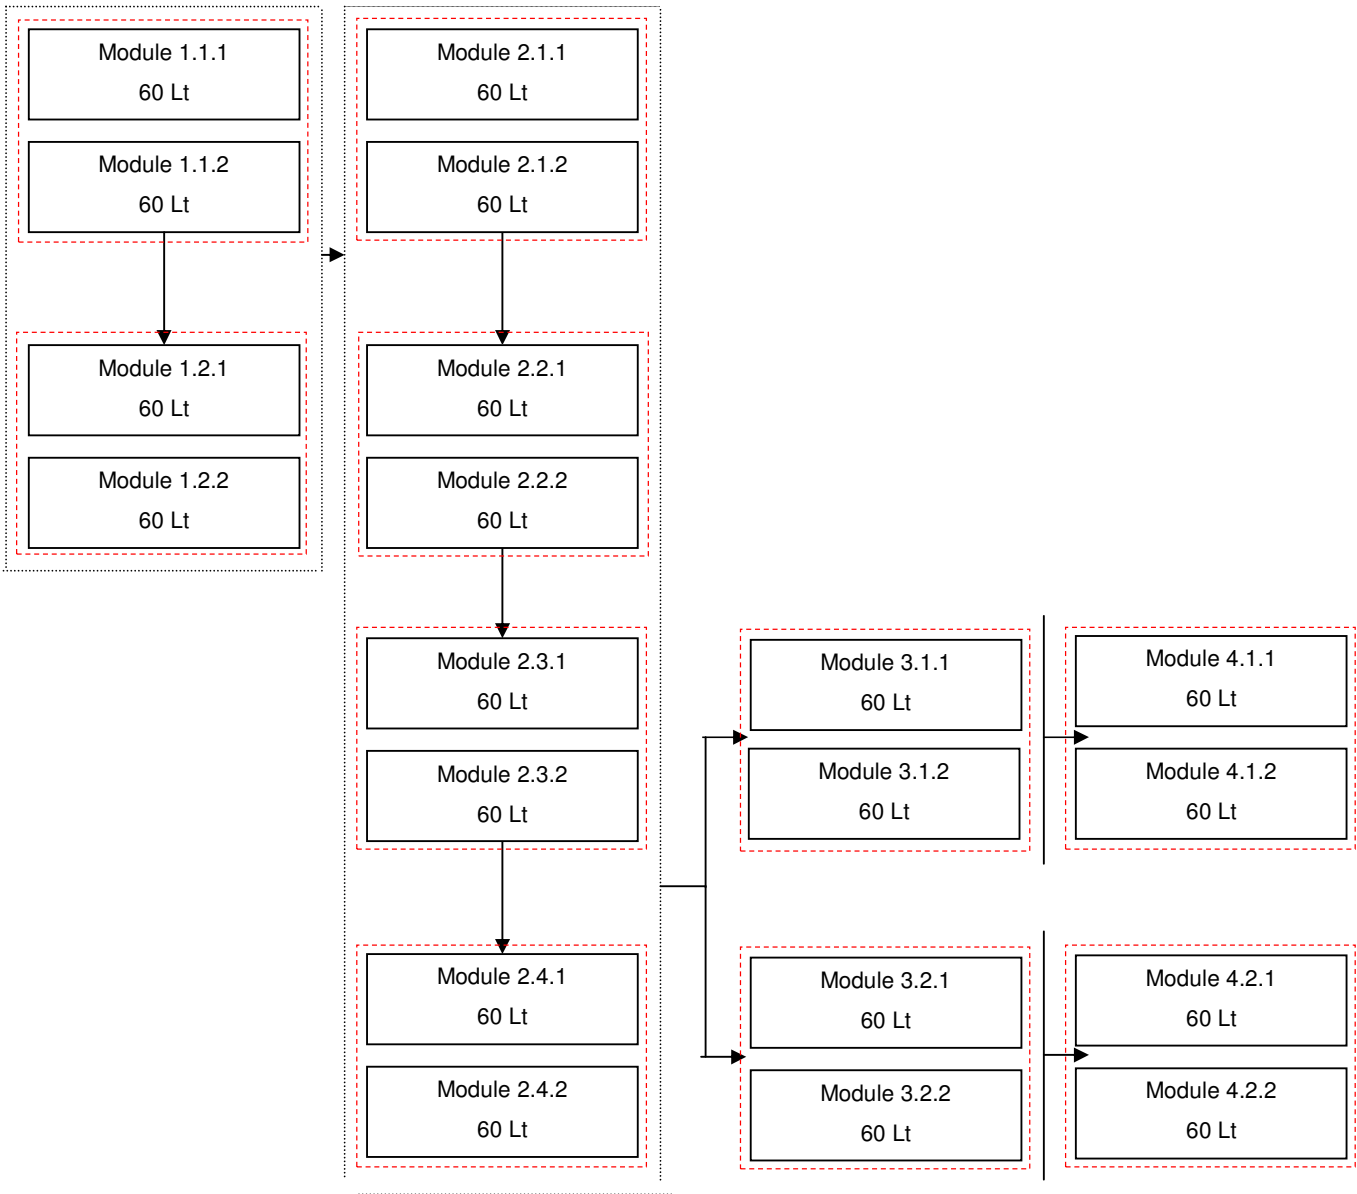 Module 1.1.1
60 Lt
Module 1.1.2
60 Lt
Module 1.2.1
60 Lt
Module 1.2.2
60 Lt
Module 2.1.1
60 Lt
Module 2.1.2
60 Lt
Module 2.2.1
60 Lt
Module 2.2.2
60 Lt
Module 2.3.1
60 Lt
Module 2.3.2
60 Lt
Module 2.4.1
60 Lt
Module 2.4.2
60 Lt
Module 3.1.1
60 Lt
Module 3.1.2
60 Lt
Module 3.2.1
60 Lt
Module 3.2.2
60 Lt
Module 4.1.1
60 Lt
Module 4.1.2
60 Lt
Module 4.2.1
60 Lt
Module 4.2.2
60 Lt